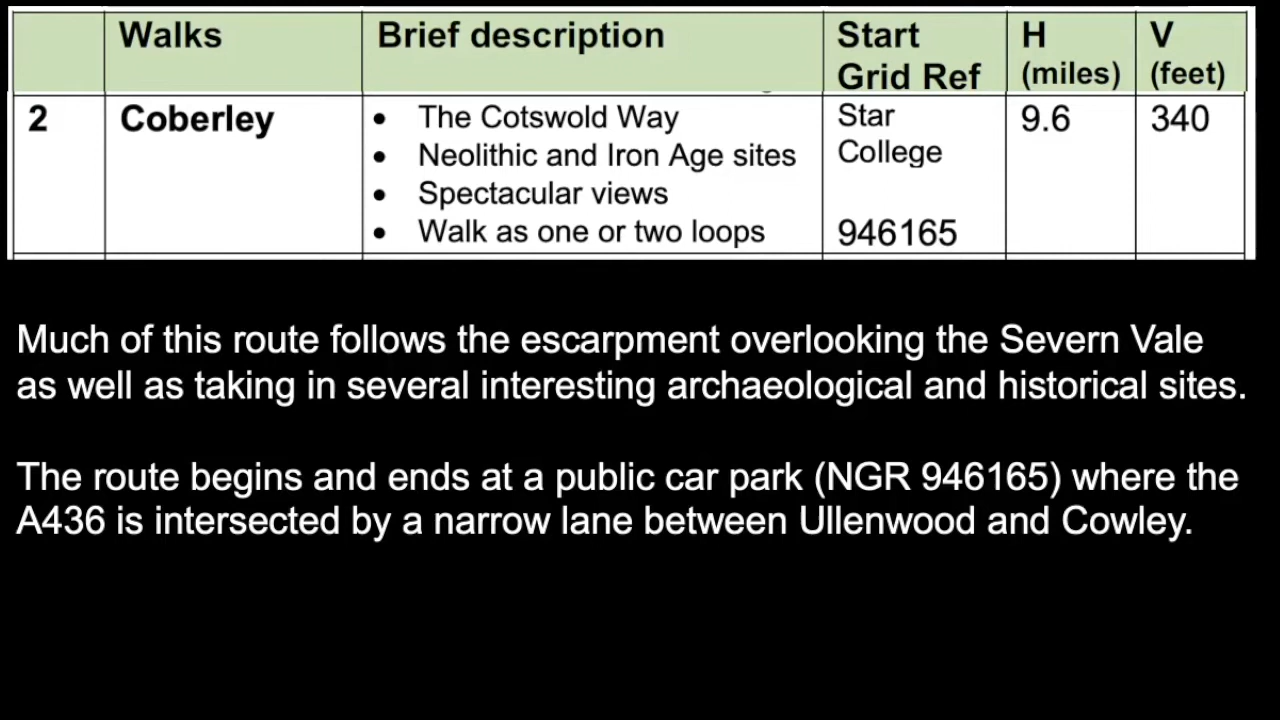 Walks Brief description Start Grid Ref H (miles) V (feet)
2 Coberley
• The Cotswold Way
• Neolithic and Iron Age sites
• Spectacular views
• Walk as one or two loops
Star
College
946165
9.6
340
Much of this route follows the escarpment overlooking the Severn Vale
as well as taking in several interesting archaeological and historical sites.
The route begins and ends at a public car park (NGR 946165) where the
A436 is intersected by a narrow lane between Ullenwood and Cowley.